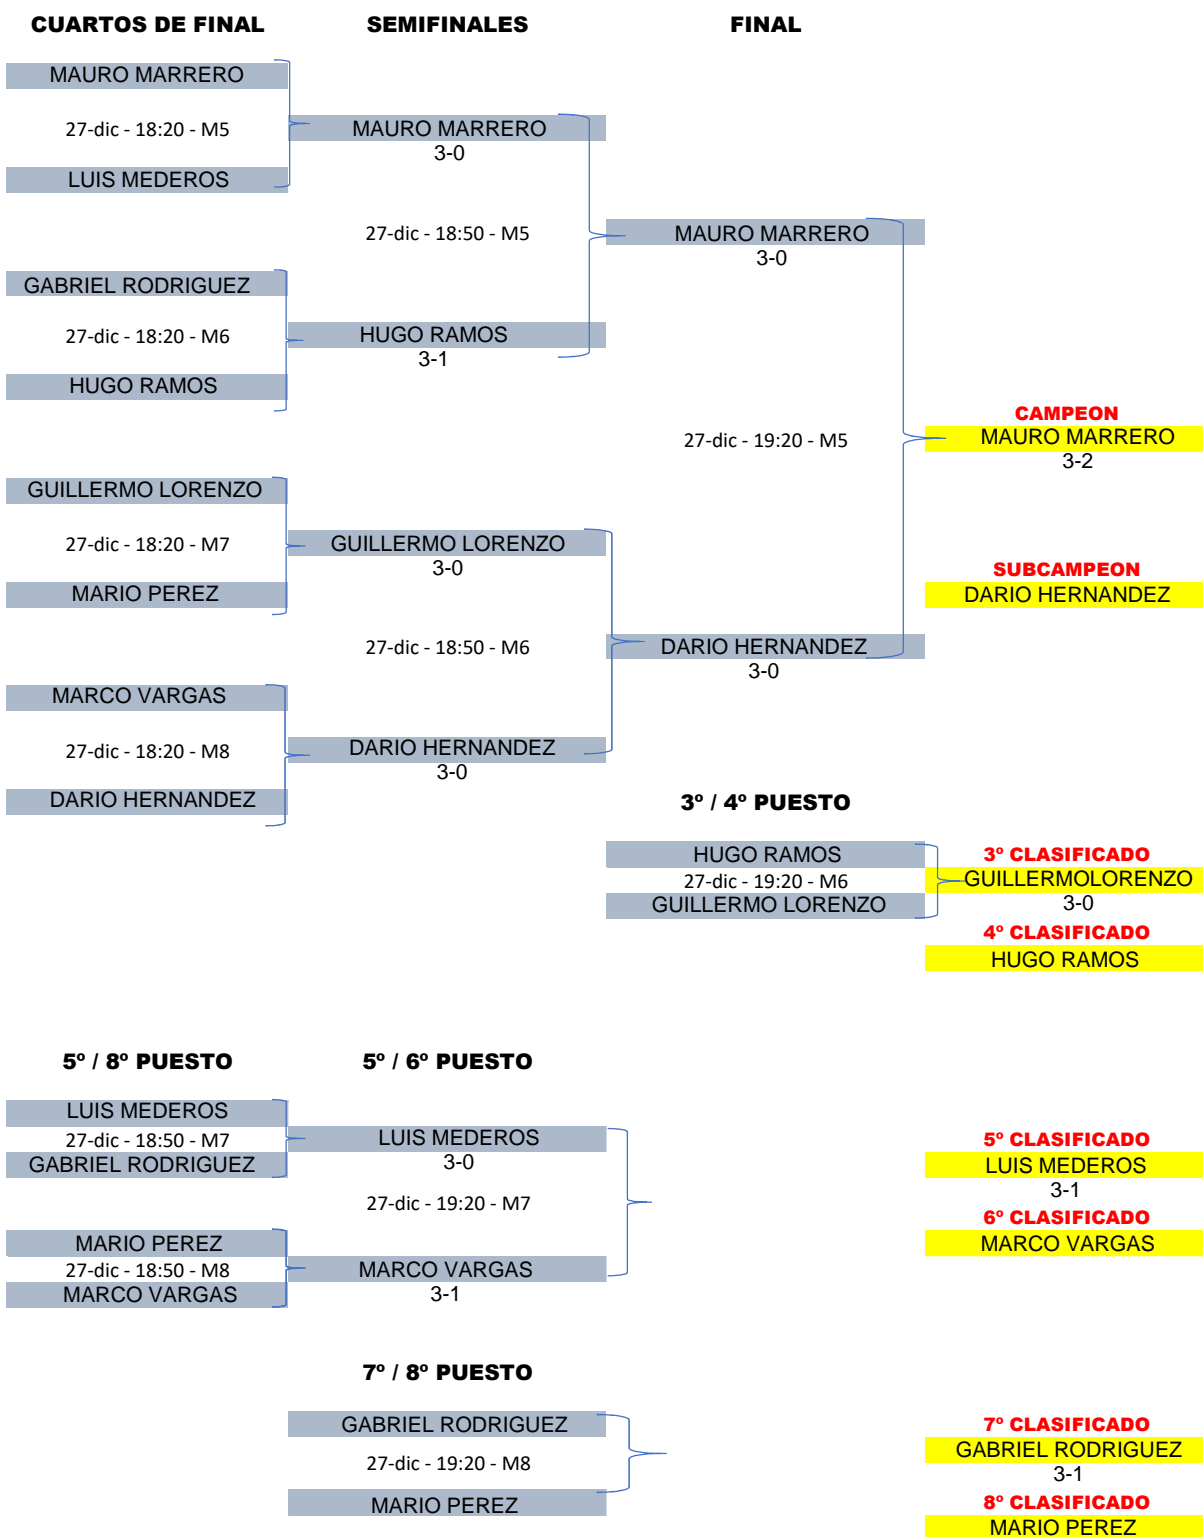 CUARTOS DE FINAL SEMIFINALES FINAL
MAURO MARRERO
27-dic - 18:20 - M5 MAURO MARRERO
3-0
LUIS MEDEROS
27-dic - 18:50 - M5 MAURO MARRERO
3-0
GABRIEL RODRIGUEZ
27-dic - 18:20 - M6 HUGO RAMOS
3-1
HUGO RAMOS
CAMPEON
27-dic - 19:20 - M5 MAURO MARRERO
3-2
GUILLERMO LORENZO
27-dic - 18:20 - M7 GUILLERMO LORENZO
3-0 SUBCAMPEON
MARIO PEREZ DARIO HERNANDEZ
27-dic - 18:50 - M6 DARIO HERNANDEZ
3-0
MARCO VARGAS
27-dic - 18:20 - M8 DARIO HERNANDEZ
3-0
DARIO HERNANDEZ 3º / 4º PUESTO
HUGO RAMOS 3º CLASIFICADO
27-dic - 19:20 - M6 GUILLERMOLORENZO
GUILLERMO LORENZO 3-0
4º CLASIFICADO
HUGO RAMOS
5º / 8º PUESTO 5º / 6º PUESTO
LUIS MEDEROS
27-dic - 18:50 - M7 LUIS MEDEROS 5º CLASIFICADO
GABRIEL RODRIGUEZ 3-0 LUIS MEDEROS
3-1
27-dic - 19:20 - M7 6º CLASIFICADO
MARIO PEREZ MARCO VARGAS
27-dic - 18:50 - M8 MARCO VARGAS
MARCO VARGAS 3-1
7º / 8º PUESTO
GABRIEL RODRIGUEZ 7º CLASIFICADO
27-dic - 19:20 - M8 GABRIEL RODRIGUEZ
3-1
MARIO PEREZ 8º CLASIFICADO
MARIO PEREZ